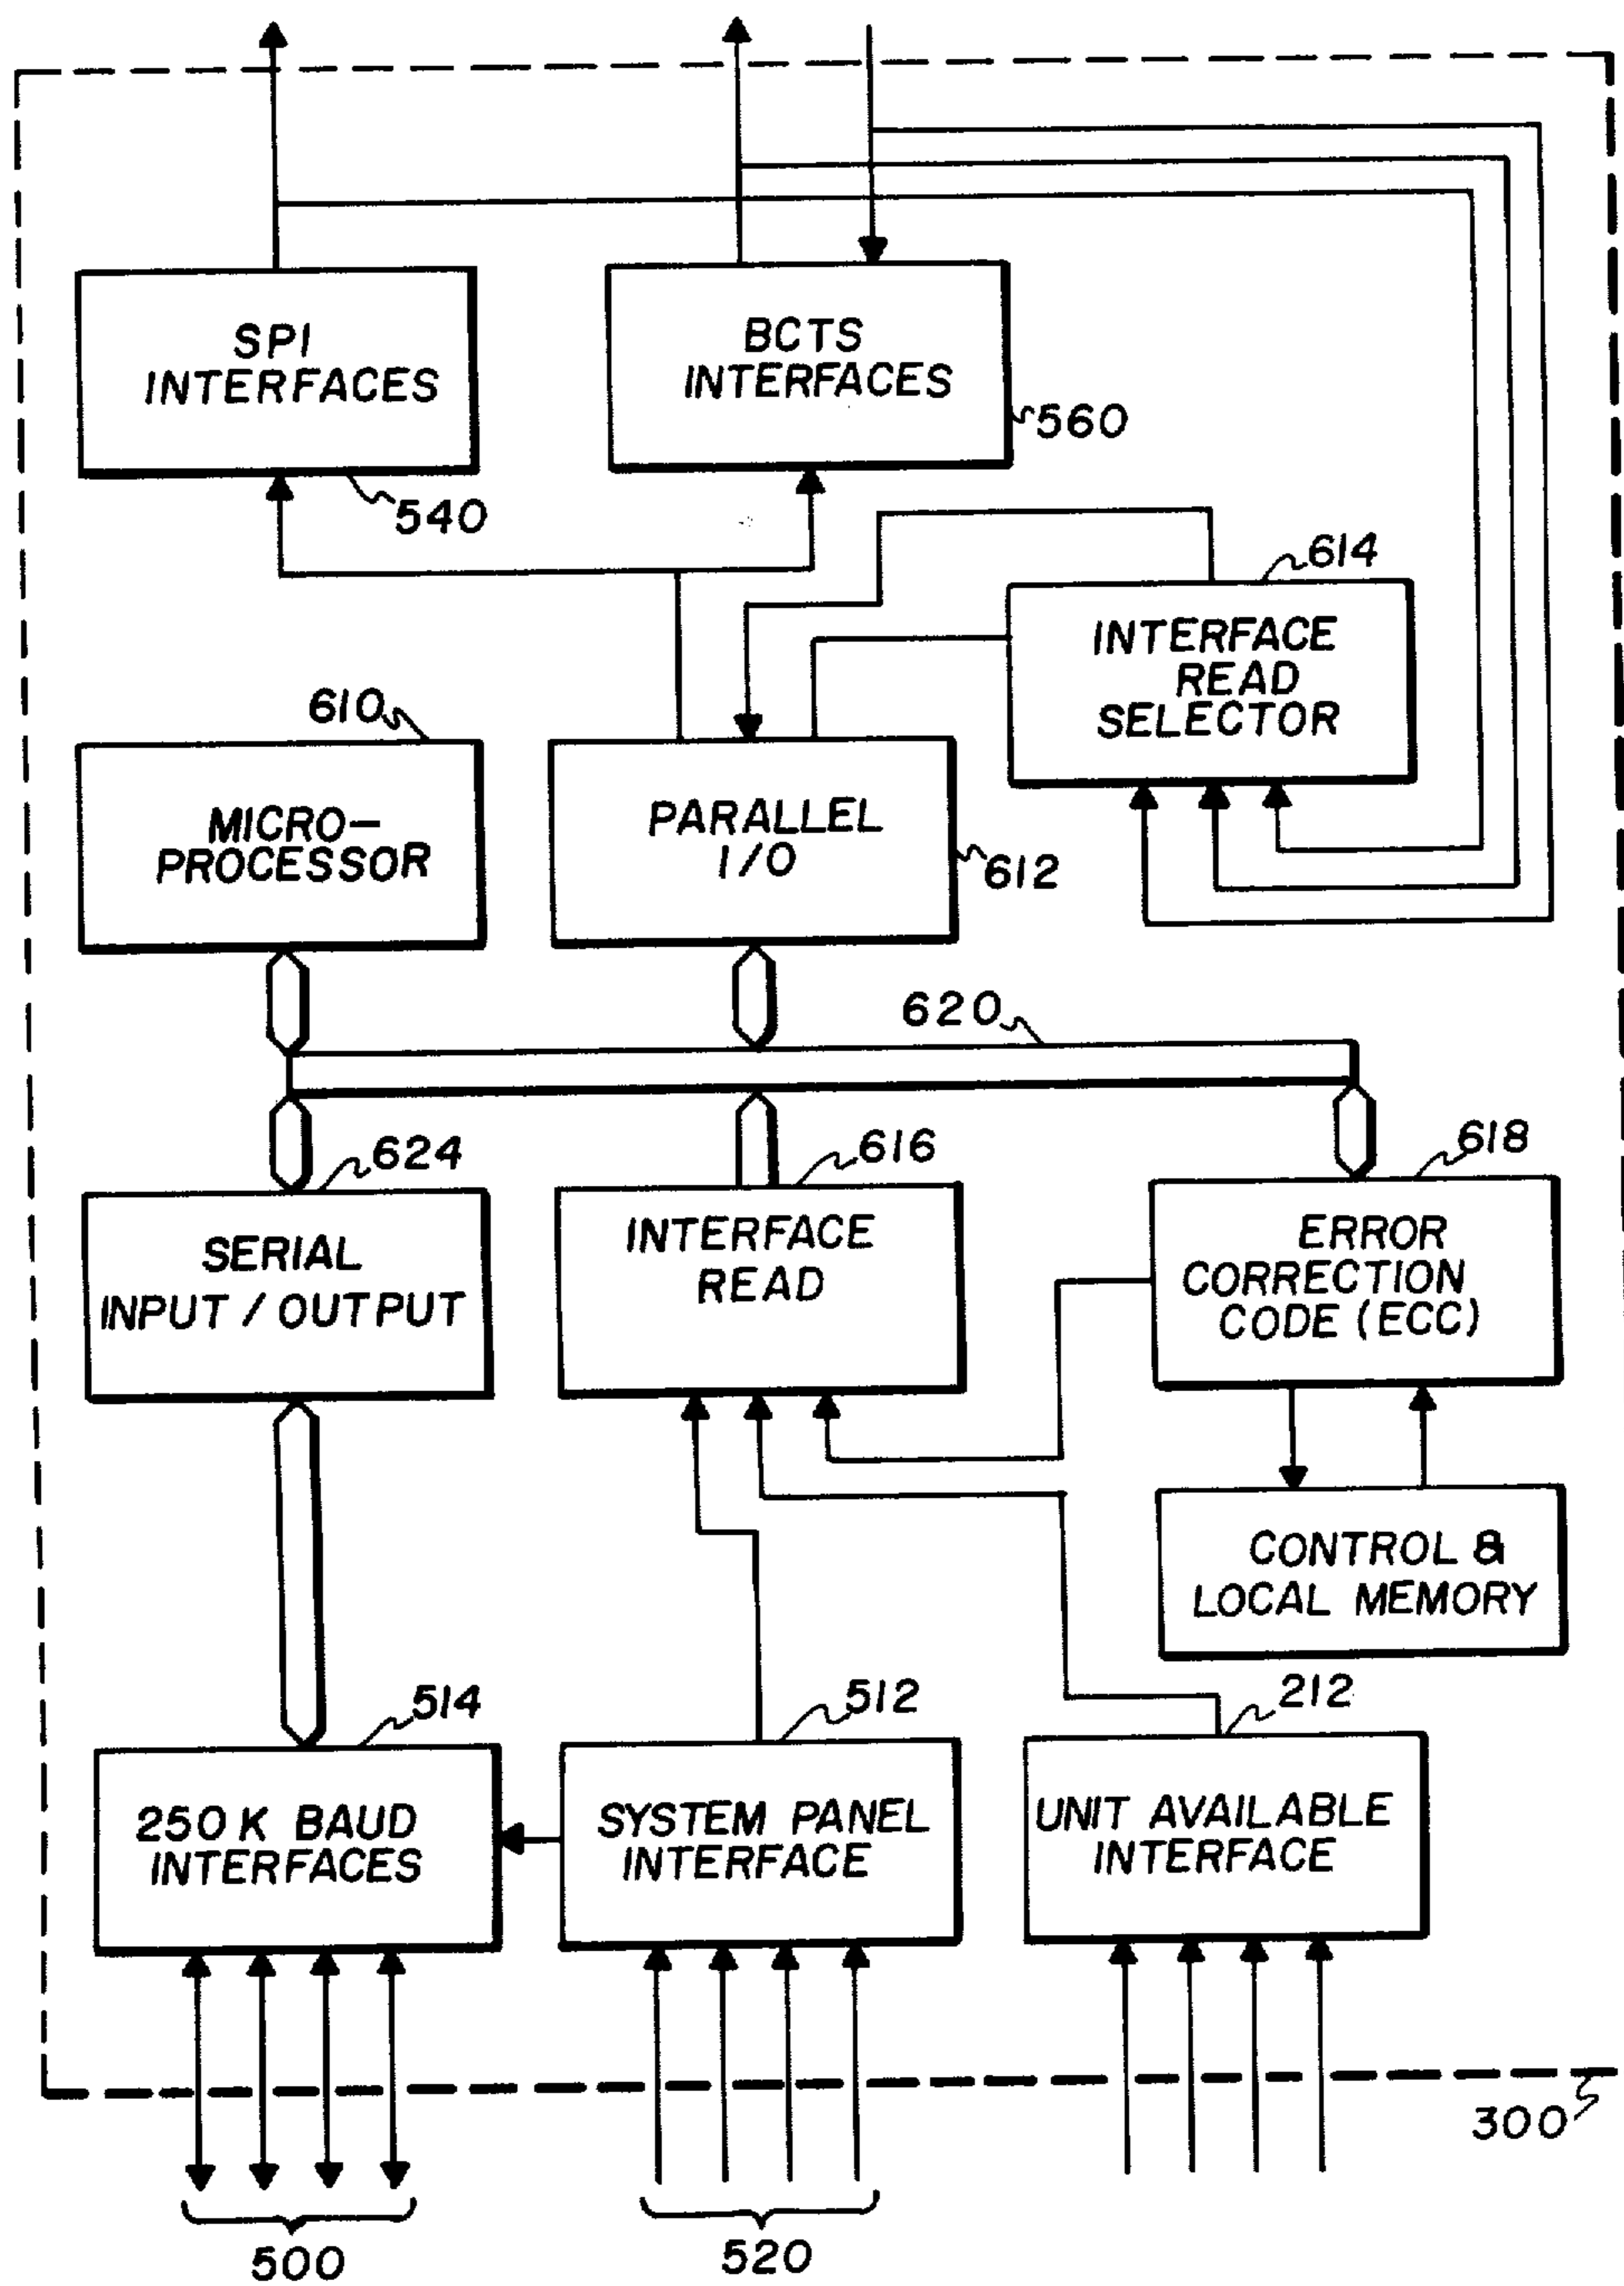 SPI
INTERFACES
540
BCTS
INTERFACES
560
614
INTERFACE
READ
SELECTOR
610
MICRO-
PROCESSOR
PARALLEL
I/O
612
620
624
SERIAL
INPUT / OUTPUT
616
INTERFACE
READ
618
ERROR
CORRECTION
CODE (ECC)
CONTROL &
LOCAL MEMORY
514
250 K BAUD
INTERFACES
512
SYSTEM PANEL
INTERFACE
212
UNIT AVAILABLE
INTERFACE
300
500
520